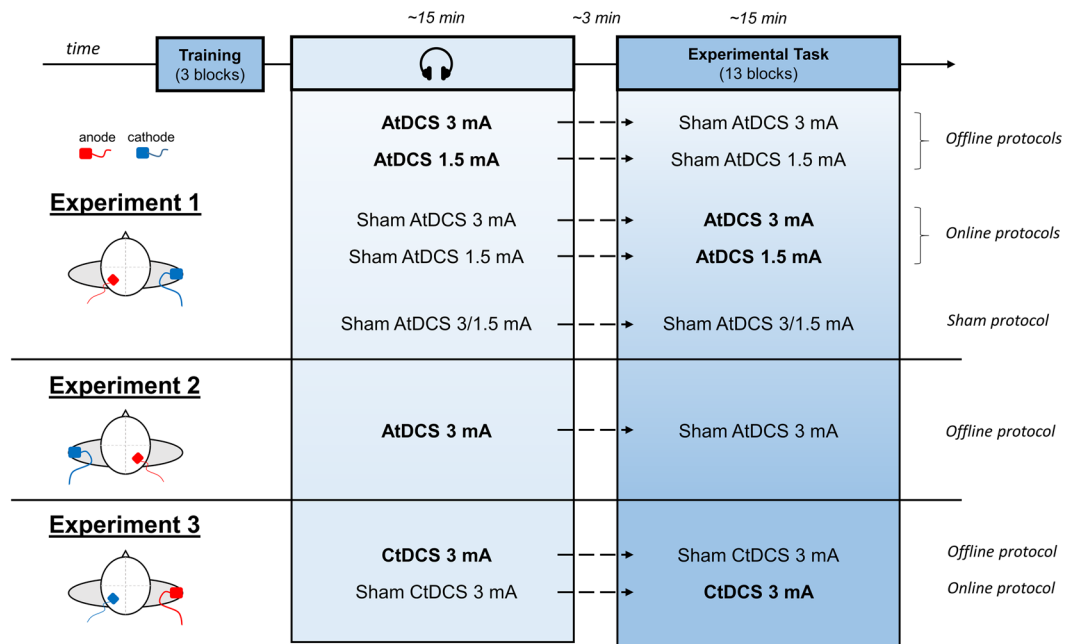 ~15 min
~3 min
~15 min
time
Training
(3 blocks)
Experimental Task
(13 blocks)
anode
cathode
AtDCS 3 mA
Sham AtDCS 3 mA
Offline protocols
AtDCS 1.5 mA
Sham AtDCS 1.5 mA
Experiment 1
Sham AtDCS 3 mA
AtDCS 3 mA
Online protocols
Sham AtDCS 1.5 mA
AtDCS 1.5 mA
Sham AtDCS 3/1.5 mA
Sham AtDCS 3/1.5 mA
Sham protocol
Experiment 2
AtDCS 3 mA
Sham AtDCS 3 mA
Offline protocol
Experiment 3
CtDCS 3 mA
Sham CtDCS 3 mA
Offline protocol
Sham CtDCS 3 mA
CtDCS 3 mA
Online protocol